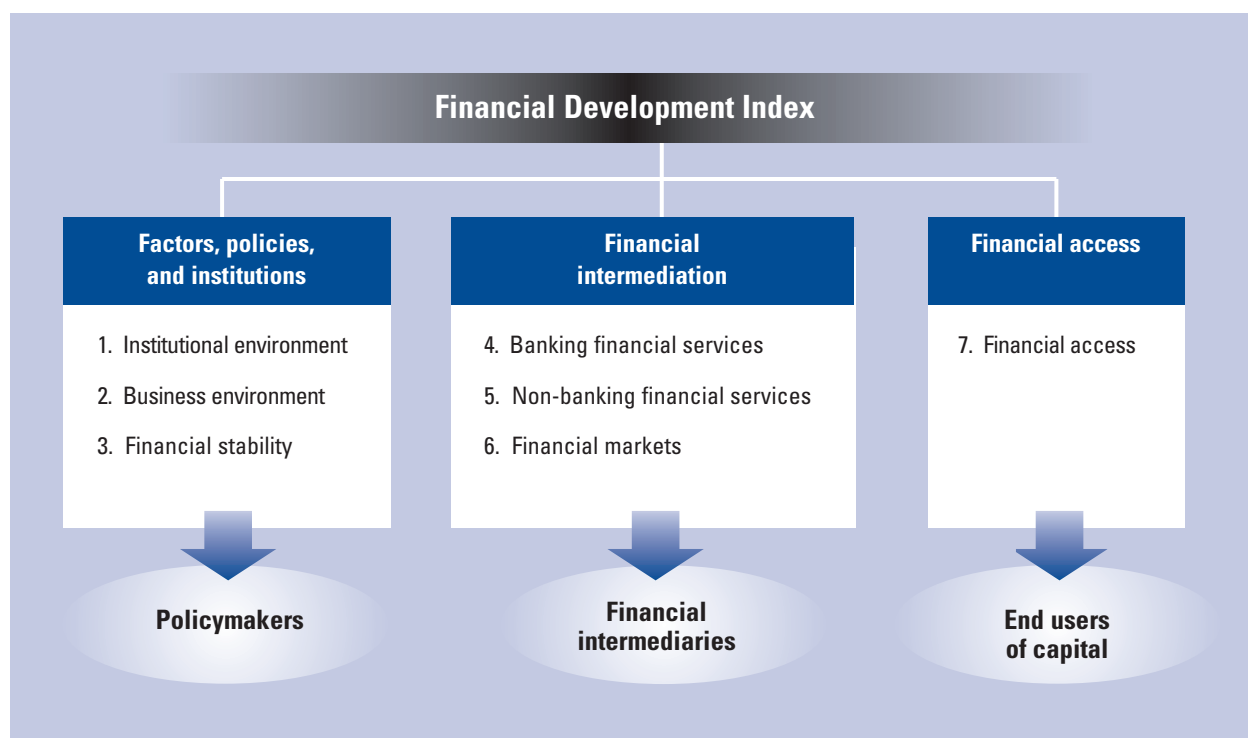 Financial Development Index
Factors, policies,
and institutions
1. Institutional environment
2. Business environment
3. Financial stability
Policymakers
Financial
intermediation
4. Banking financial services
5. Non-banking financial services
6. Financial markets
Financial
intermediaries
Financial access
7. Financial access
End users
of capital